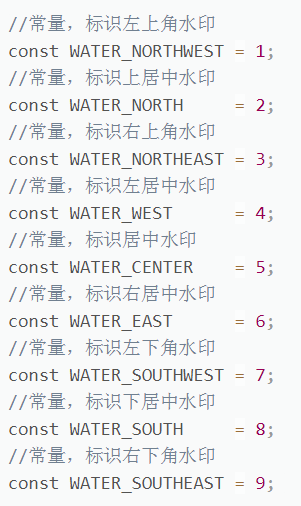 //常量，标识左上角水印
const WATER_NORTHWEST = 1;
//常量，标识上居中水印
const WATER_NORTH     = 2;
//常量，标识右上角水印
const WATER_NORTHEAST = 3;
//常量，标识左居中水印
const WATER_WEST      = 4;
//常量，标识居中水印
const WATER_CENTER    = 5;
//常量，标识右居中水印
const WATER_EAST      = 6;
//常量，标识左下角水印
const WATER_SOUTHWEST = 7;
//常量，标识下居中水印
const WATER_SOUTH     = 8;
//常量，标识右下角水印
const WATER_SOUTHEAST = 9;